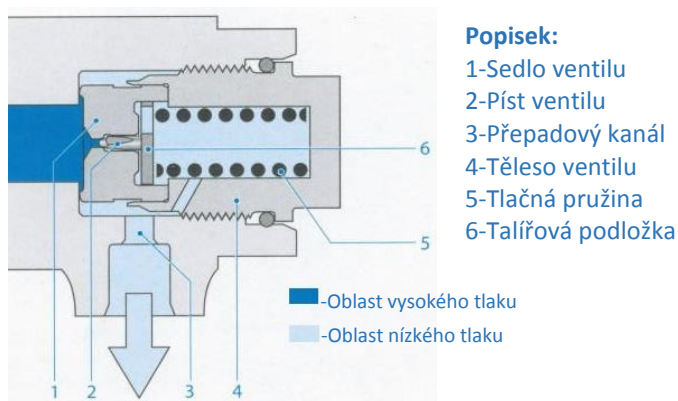 Popisek:
1-Sedlo ventilu
2-Píst ventilu
3-Přepadový kanál
4-Těleso ventilu
5-Tlačná pružina
6-Talířová podložka
6
5
-Oblast vysokého tlaku
-Oblast nízkého tlaku
1 2 3 4